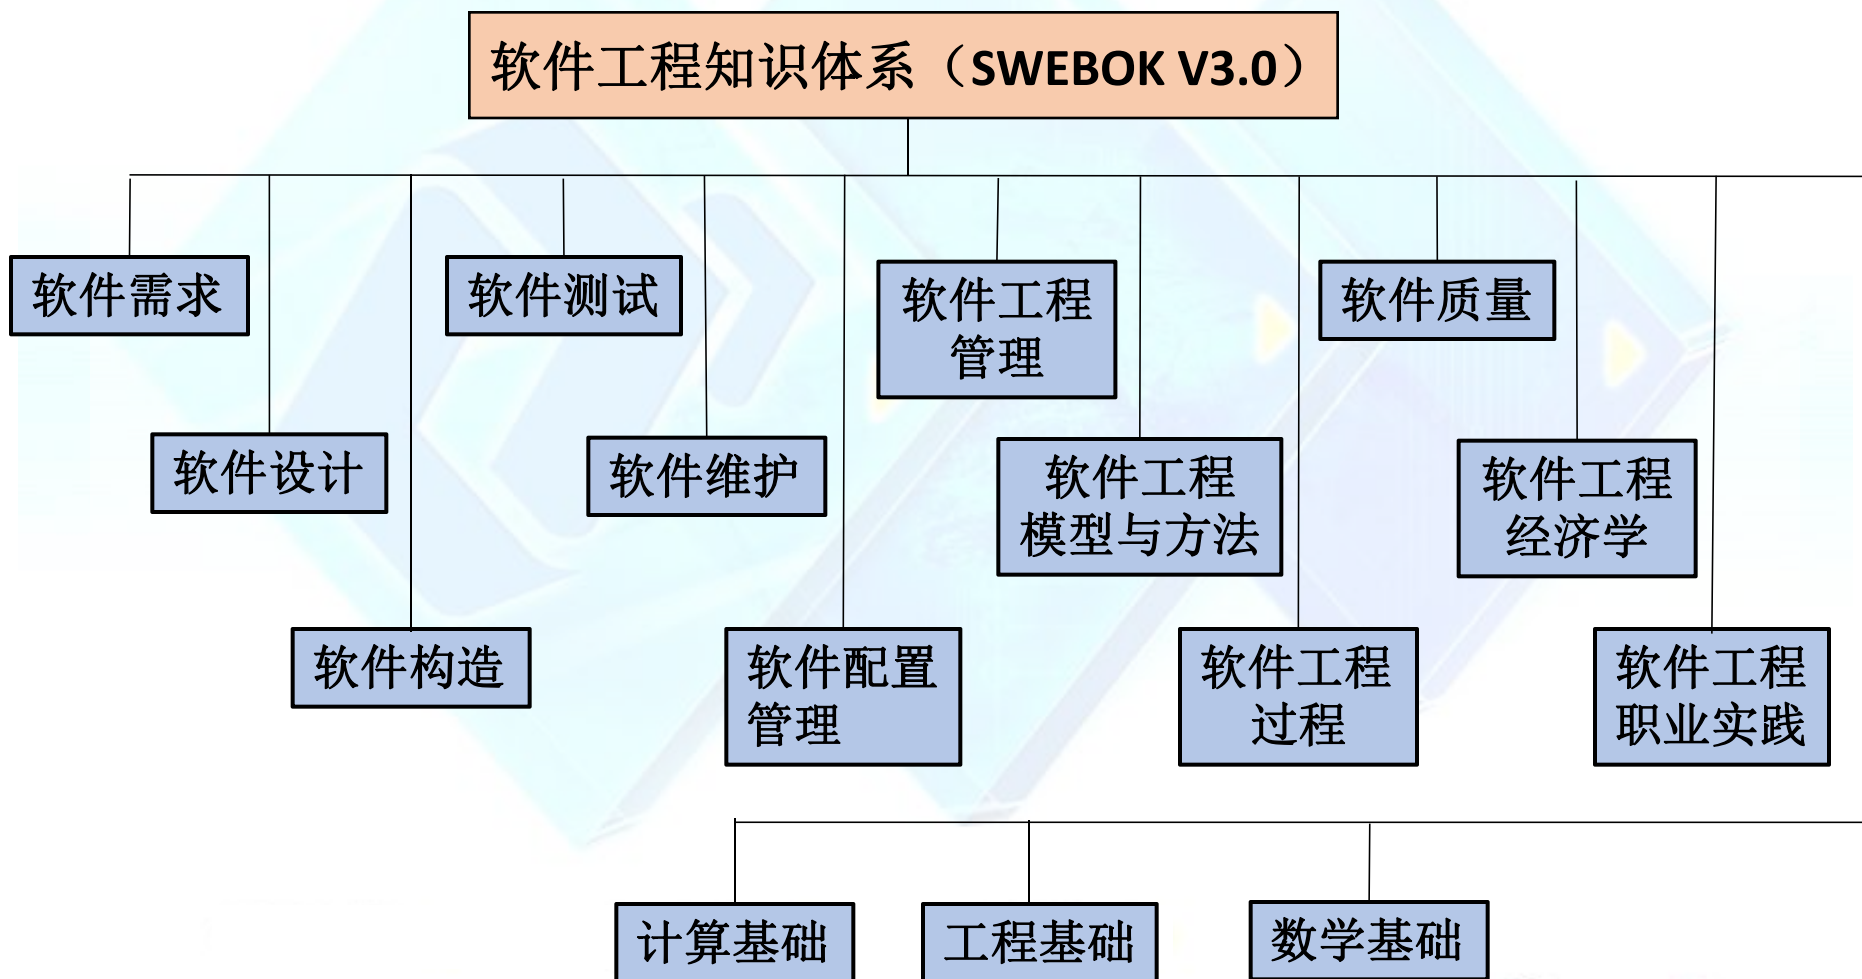 软件工程知识体系（SWEBOK V3.0）
软件需求
软件测试
软件工程
管理
软件质量
软件设计
软件维护
软件工程
模型与方法
软件工程
经济学
软件构造
软件配置
管理
软件工程
过程
软件工程
职业实践
计算基础
工程基础
数学基础